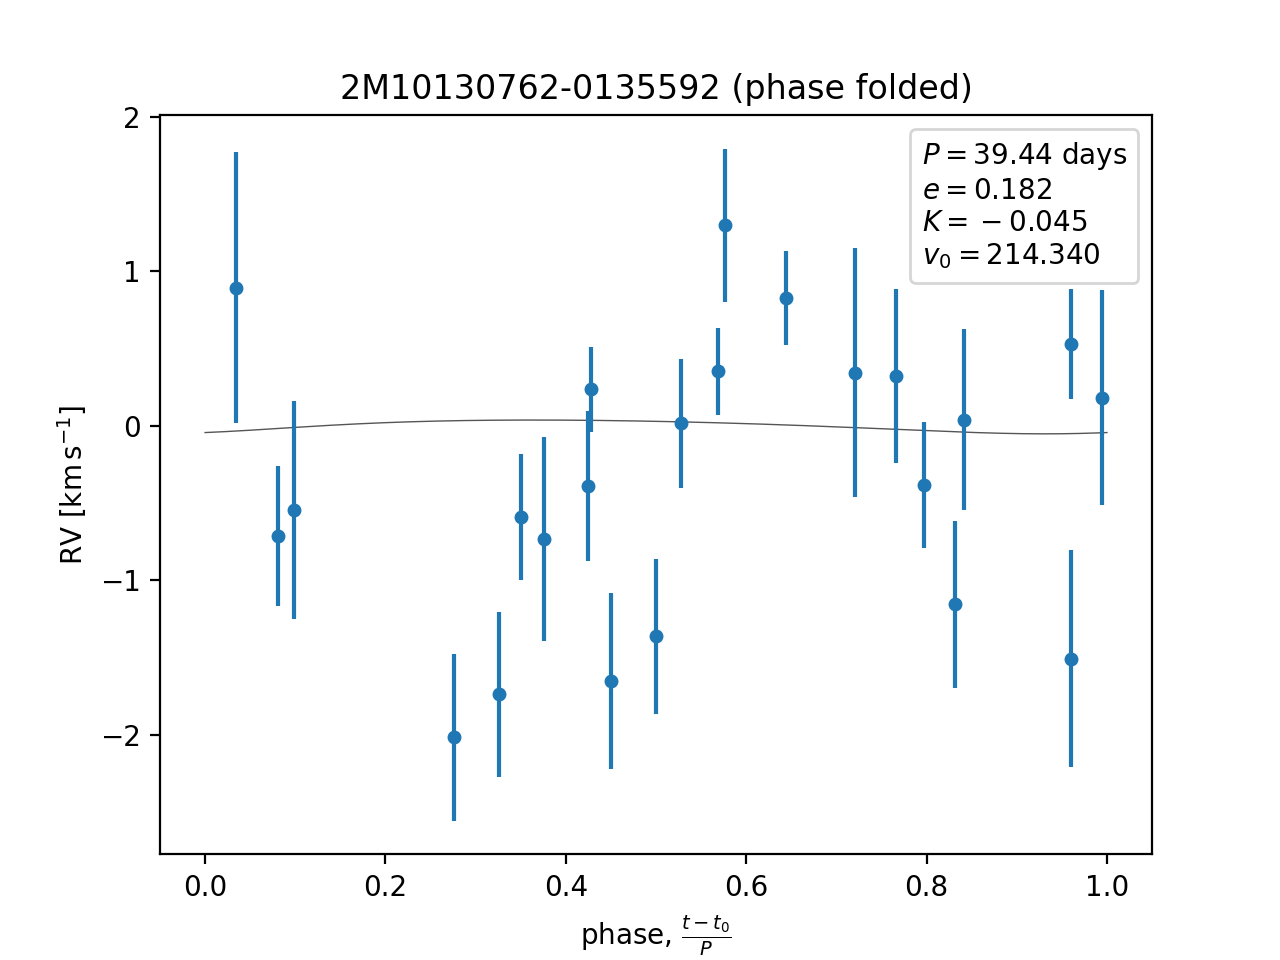 2M10130762-0135592 (phase folded)
P = 39.44 days
e = 0.182
K = −0.045
v₀ = 214.340
2
1
0
−1
−2
RV [km s⁻¹]
0.0 0.2 0.4 0.6 0.8 1.0
phase, (t − t₀)/P